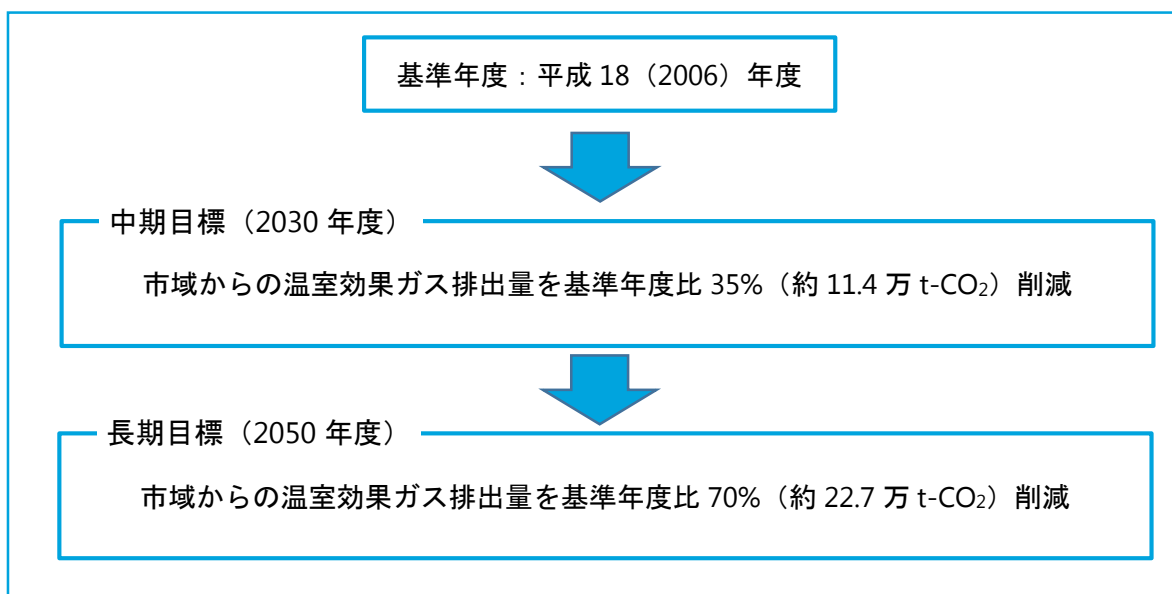 基準年度：平成 18（2006）年度
中期目標（2030 年度）
市域からの温室効果ガス排出量を基準年度比 35%（約 11.4 万 t-CO₂）削減
長期目標（2050 年度）
市域からの温室効果ガス排出量を基準年度比 70%（約 22.7 万 t-CO₂）削減